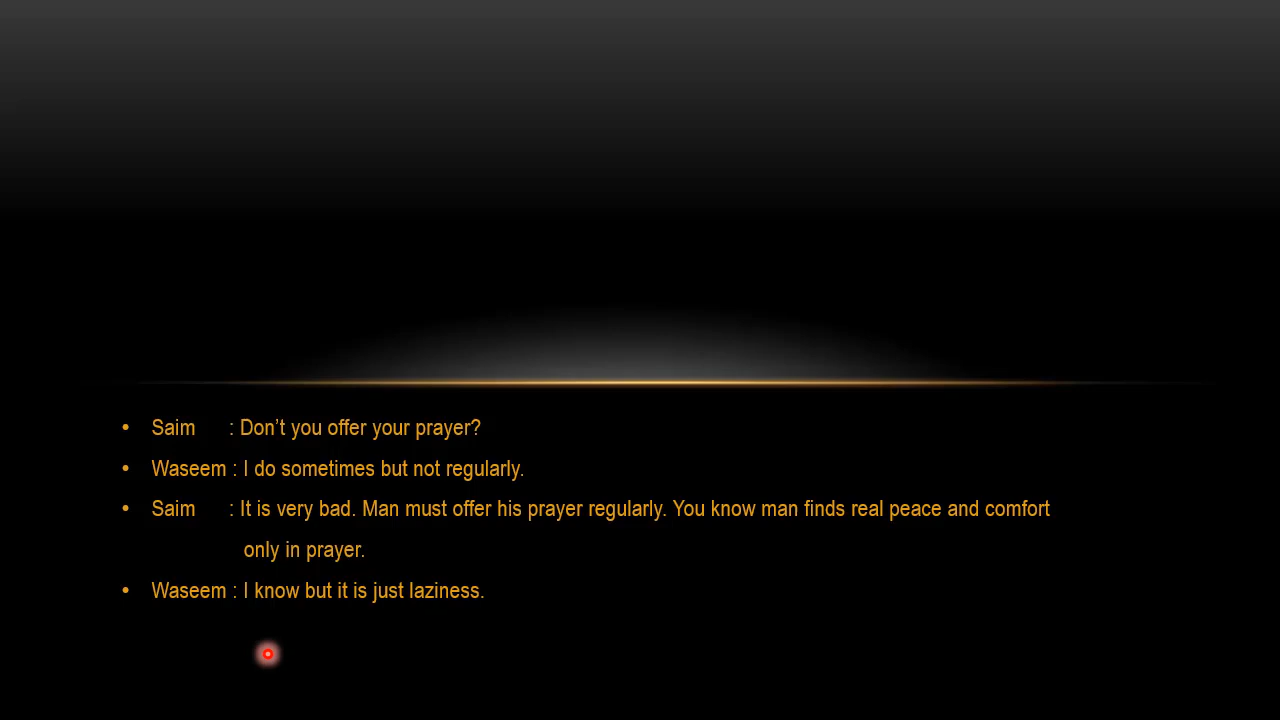 • Saim : Don’t you offer your prayer?
• Waseem : I do sometimes but not regularly.
• Saim : It is very bad. Man must offer his prayer regularly. You know man finds real peace and comfort
only in prayer.
• Waseem : I know but it is just laziness.